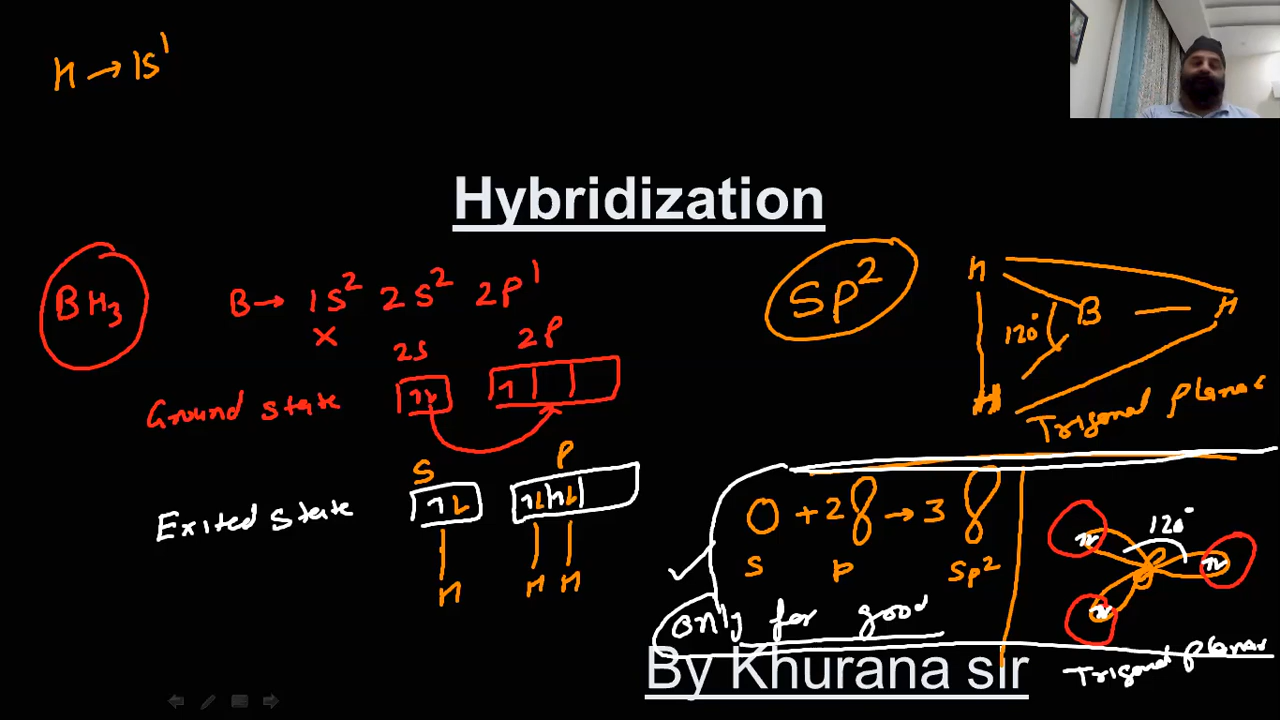 H → 1S¹
Hybridization
BH₃
B → 1S² 2S² 2P¹
x
2S 2P
Ground state
S P
Exited state
H H H
SP²
H
B H
120°
H
Trigonal planar
O + 2 8 → 3 8
S P SP²
only for good
120°
Trigonal planar
By Khurana sir